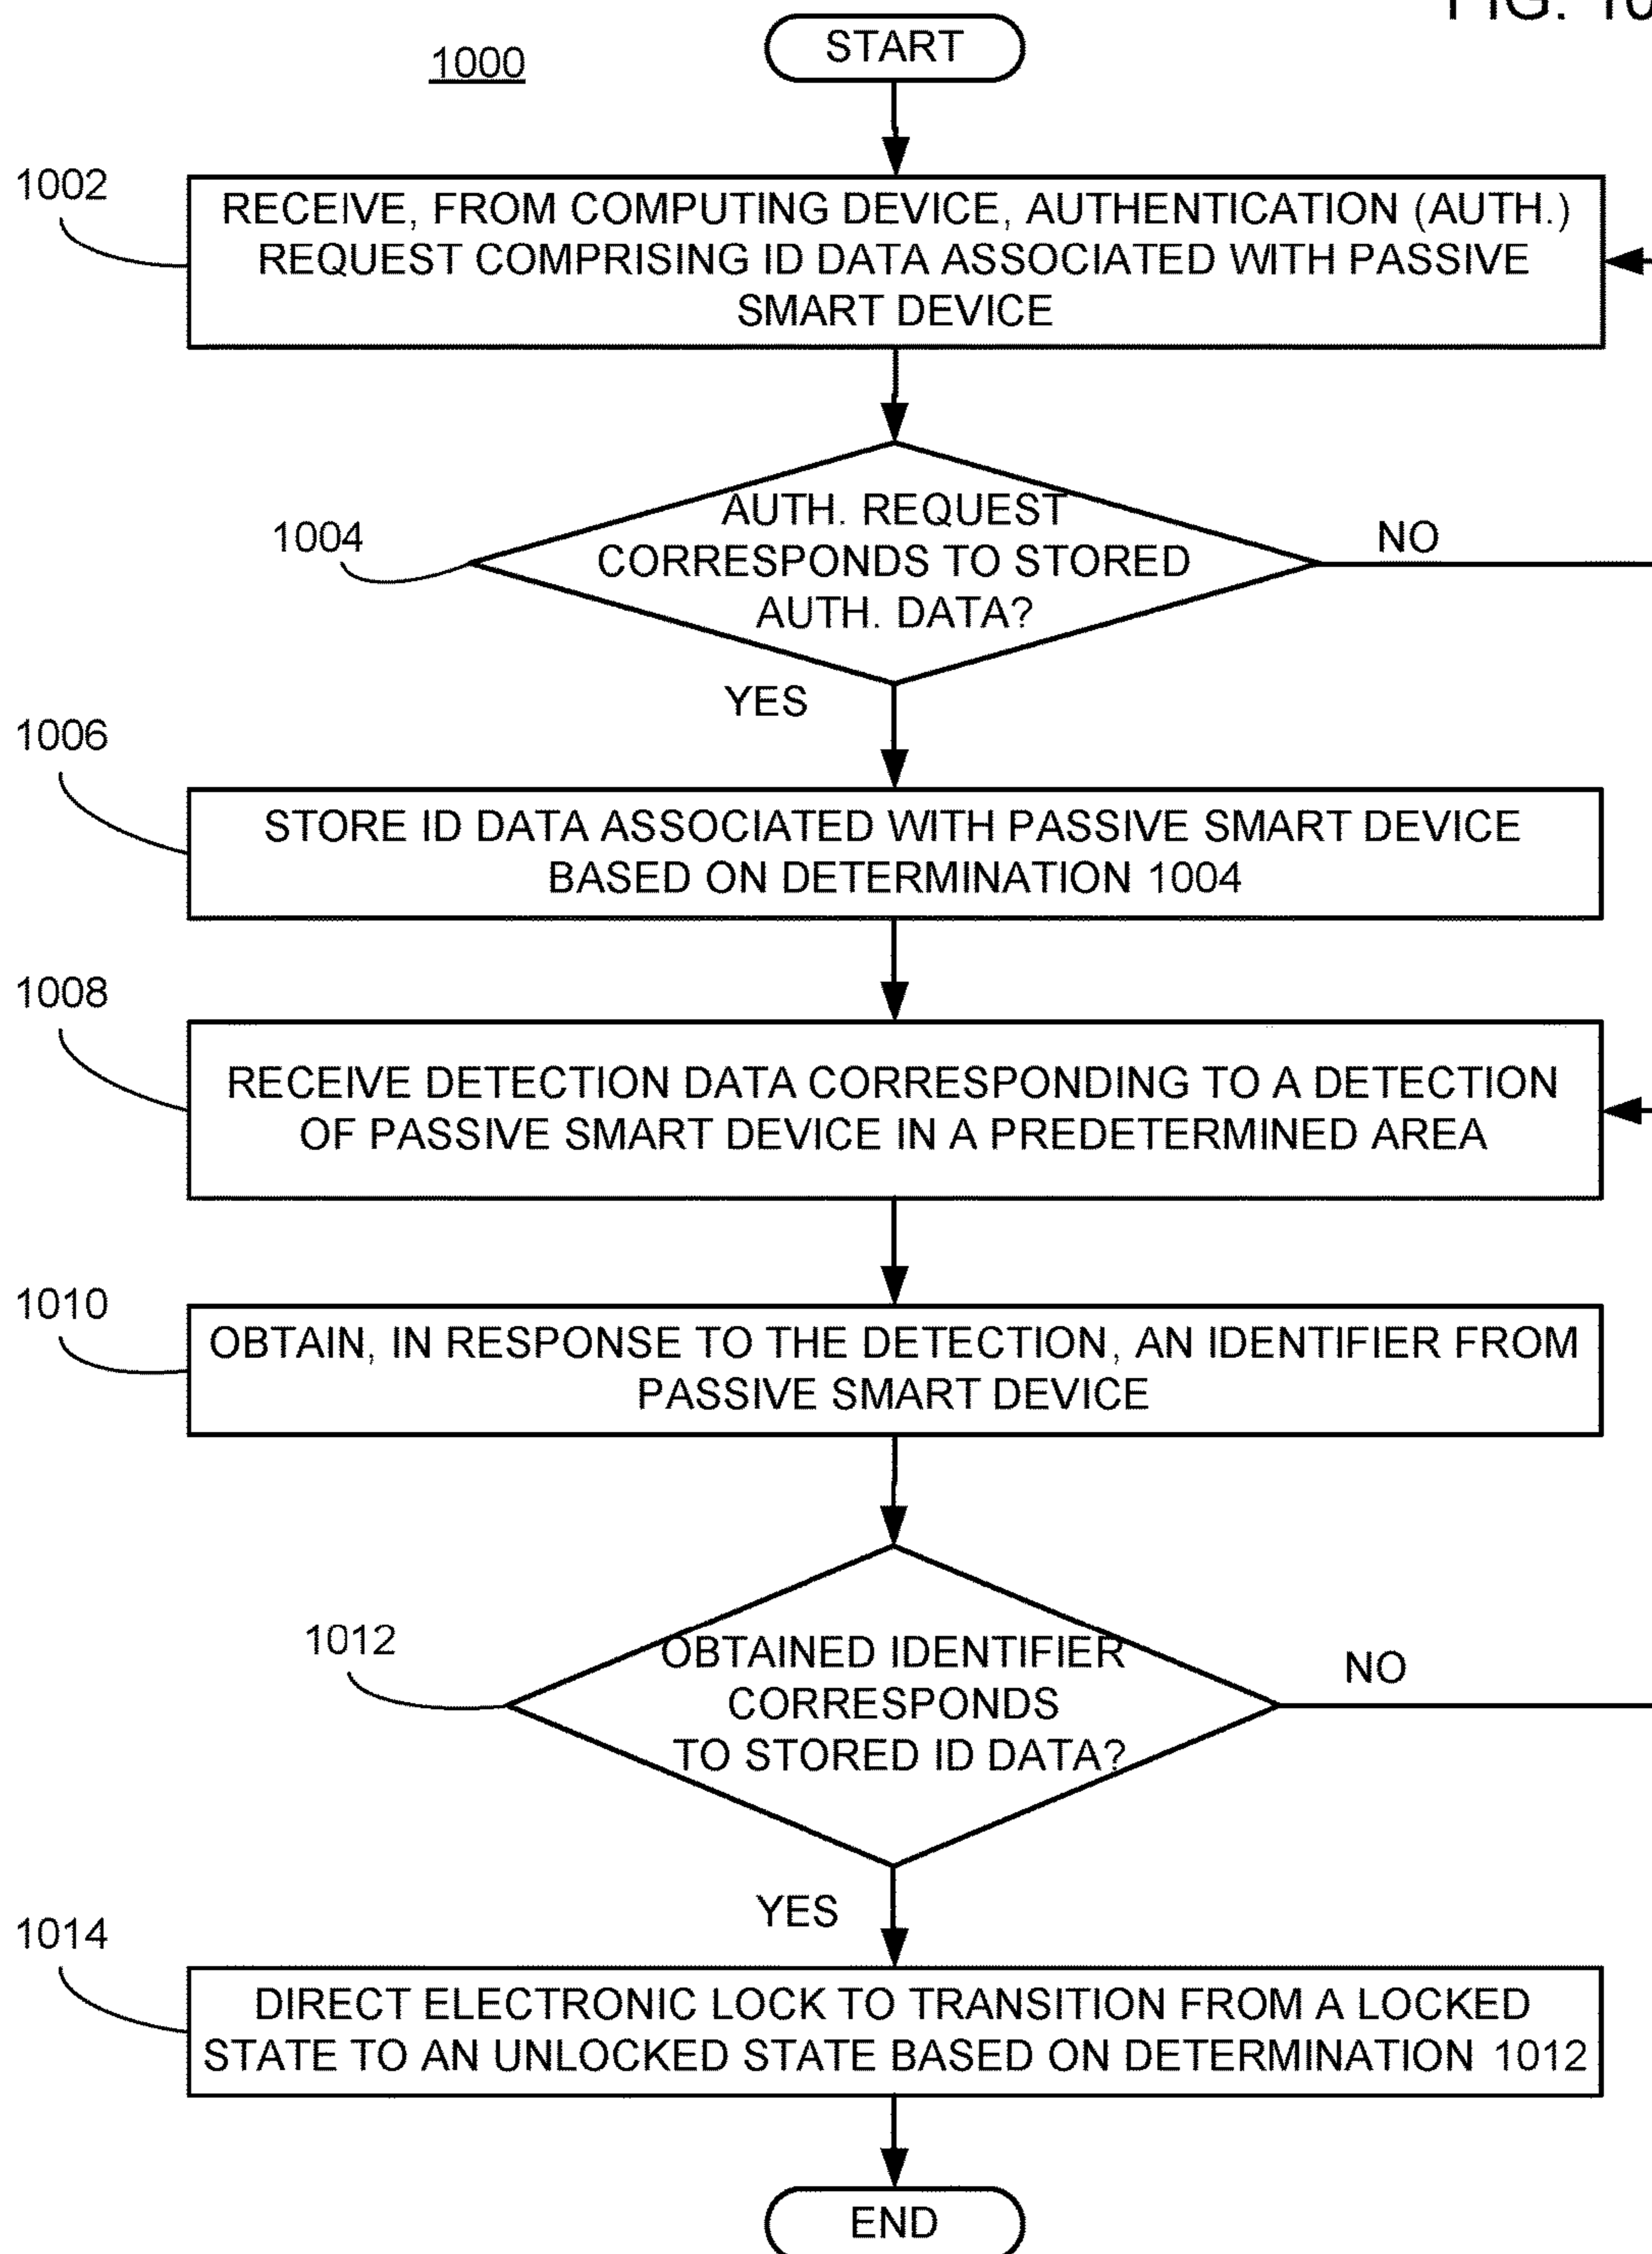 FIG. 10
1000
START
1002
RECEIVE, FROM COMPUTING DEVICE, AUTHENTICATION (AUTH.)
REQUEST COMPRISING ID DATA ASSOCIATED WITH PASSIVE
SMART DEVICE
1004
AUTH. REQUEST
CORRESPONDS TO STORED
AUTH. DATA?
NO
YES
1006
STORE ID DATA ASSOCIATED WITH PASSIVE SMART DEVICE
BASED ON DETERMINATION 1004
1008
RECEIVE DETECTION DATA CORRESPONDING TO A DETECTION
OF PASSIVE SMART DEVICE IN A PREDETERMINED AREA
1010
OBTAIN, IN RESPONSE TO THE DETECTION, AN IDENTIFIER FROM
PASSIVE SMART DEVICE
1012
OBTAINED IDENTIFIER
CORRESPONDS
TO STORED ID DATA?
NO
YES
1014
DIRECT ELECTRONIC LOCK TO TRANSITION FROM A LOCKED
STATE TO AN UNLOCKED STATE BASED ON DETERMINATION 1012
END